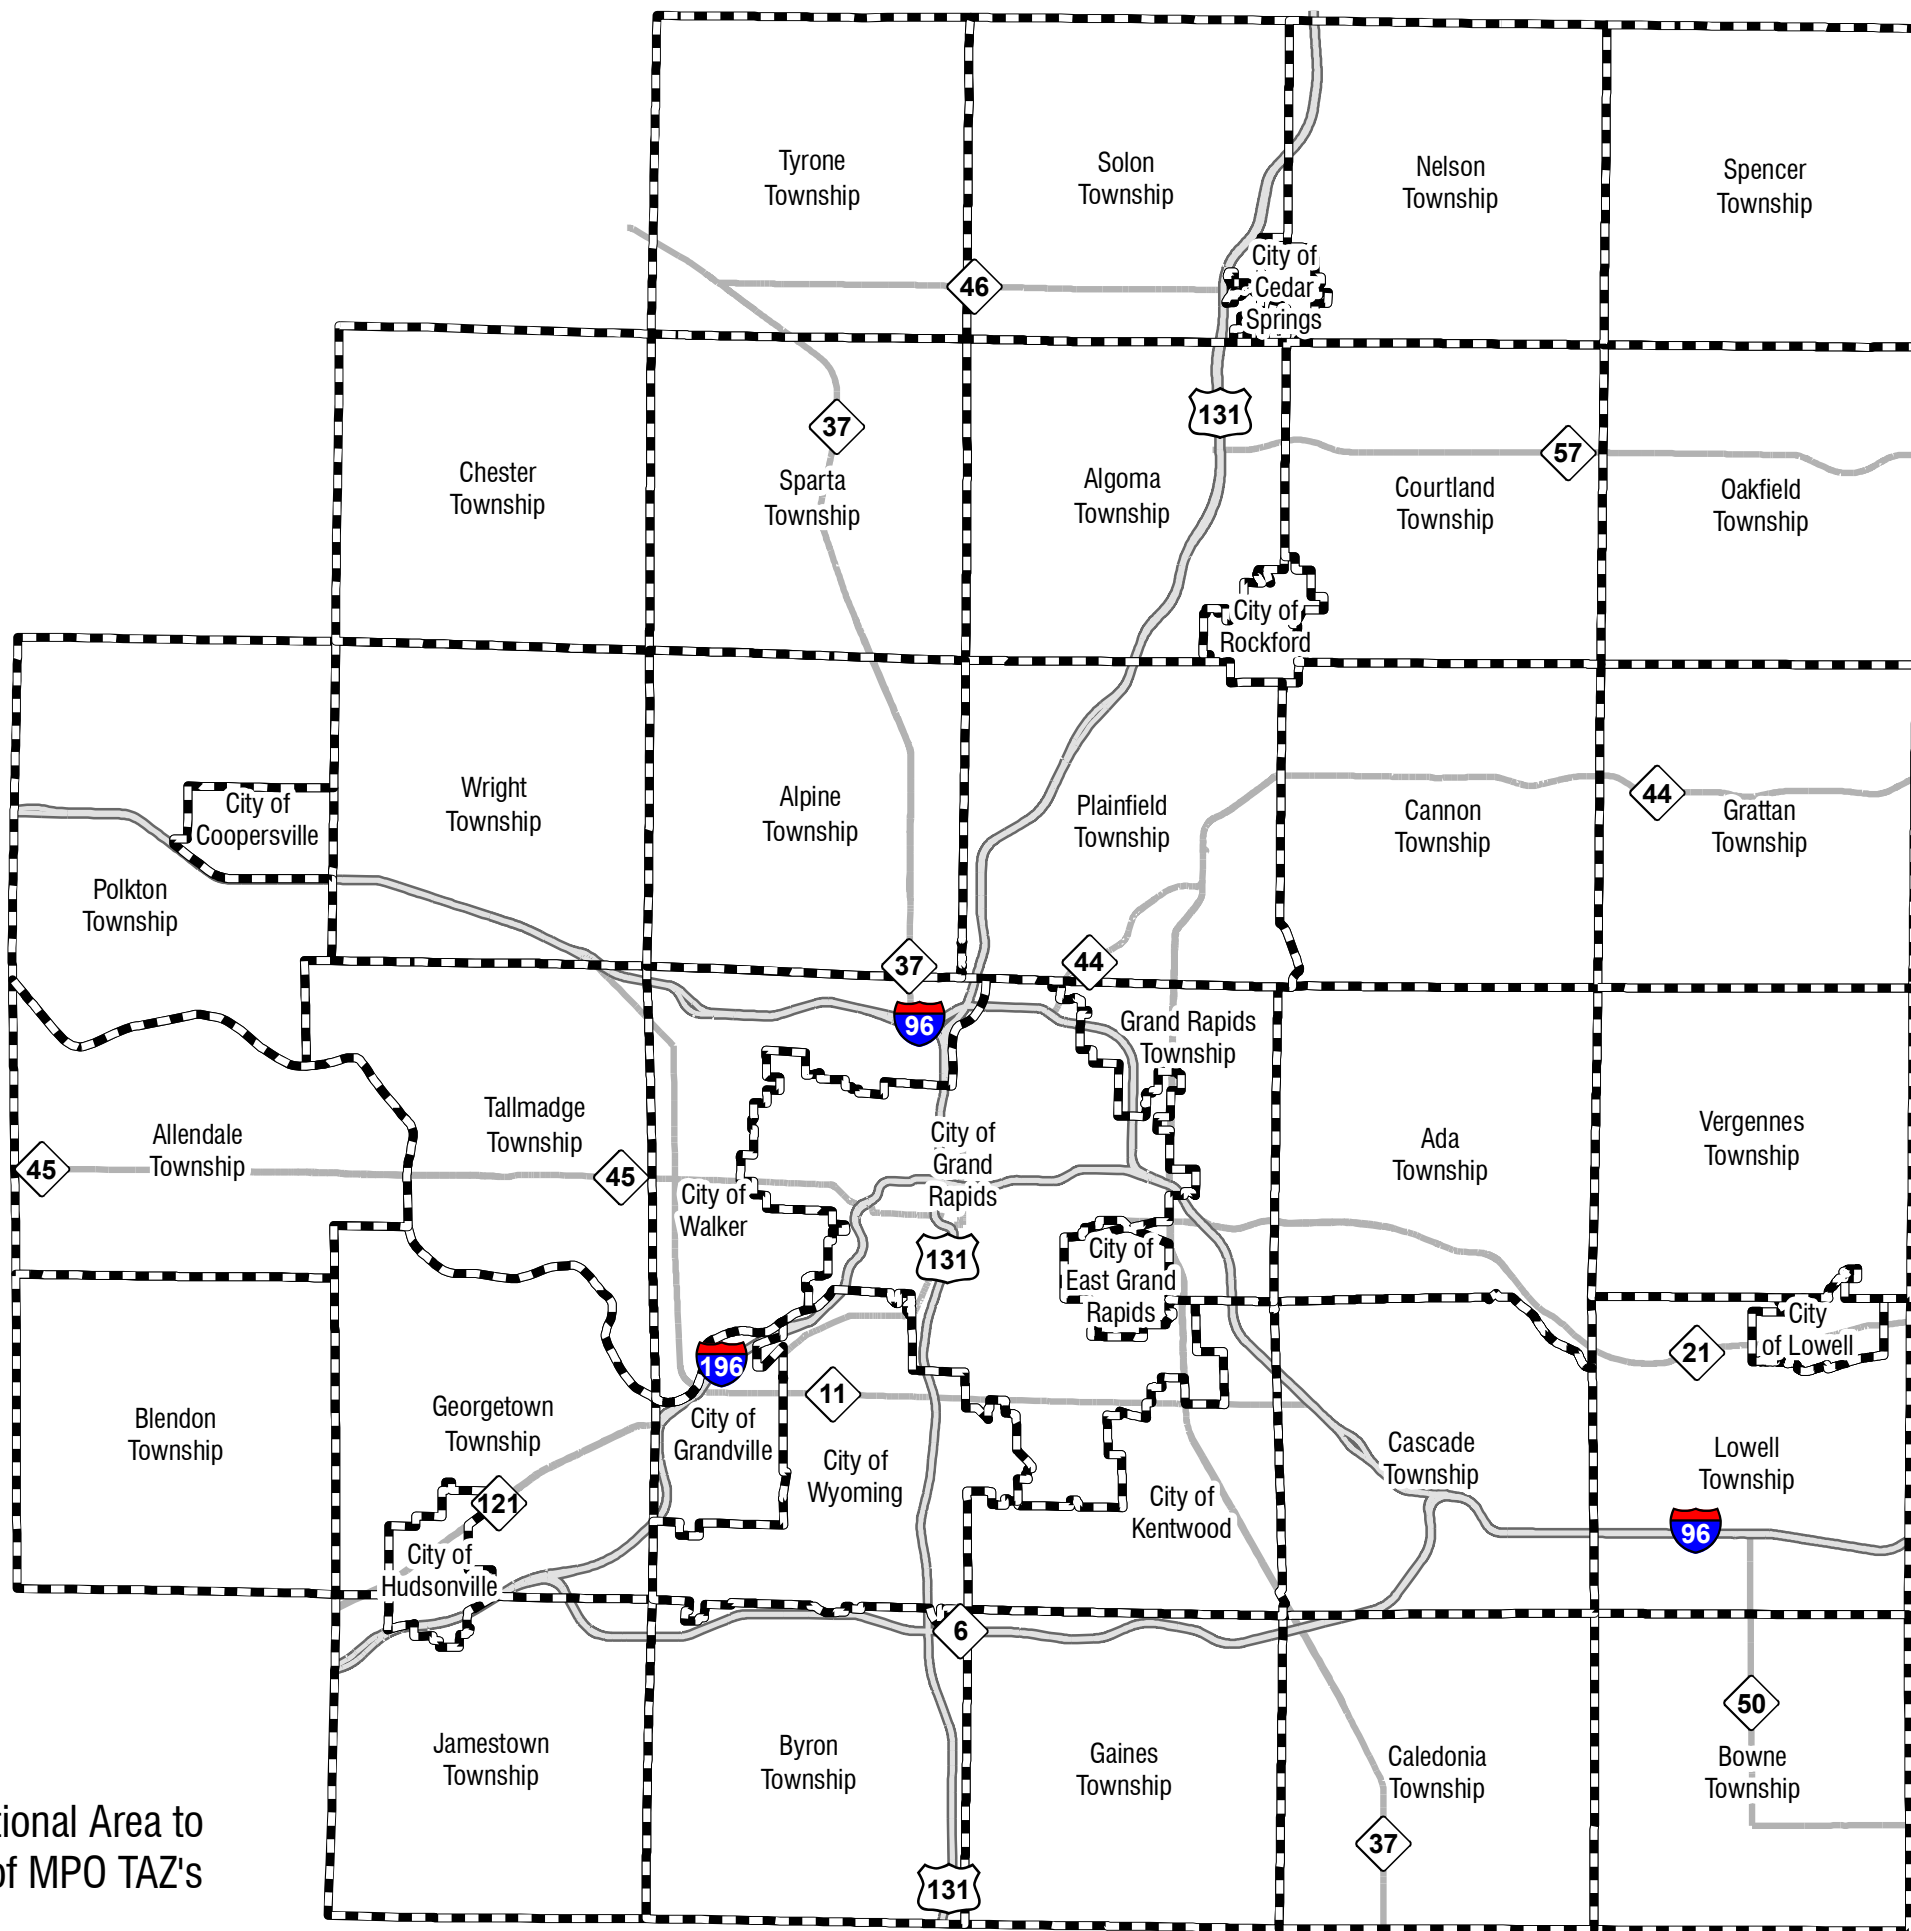 Tyrone
Township
Solon
Township
Nelson
Township
Spencer
Township
City of
Cedar
Springs
46
37
131
57
Chester
Township
Sparta
Township
Algoma
Township
Courtland
Township
Oakfield
Township
City of
Rockford
City of
Coopersville
Wright
Township
Alpine
Township
Plainfield
Township
Cannon
Township
44
Grattan
Township
Polkton
Township
37
44
96
Grand Rapids
Township
Allendale
Township
Tallmadge
Township
45
45
City of
Walker
City of
Grand
Rapids
Ada
Township
Vergennes
Township
131
City of
East Grand
Rapids
City
of Lowell
21
196
11
Blendon
Township
Georgetown
Township
City of
Grandville
City of
Wyoming
Cascade
Township
Lowell
Township
121
City of
Kentwood
96
City of
Hudsonville
6
50
Jamestown
Township
Byron
Township
Gaines
Township
Caledonia
Township
Bowne
Township
37
131
tional Area to
of MPO TAZ's